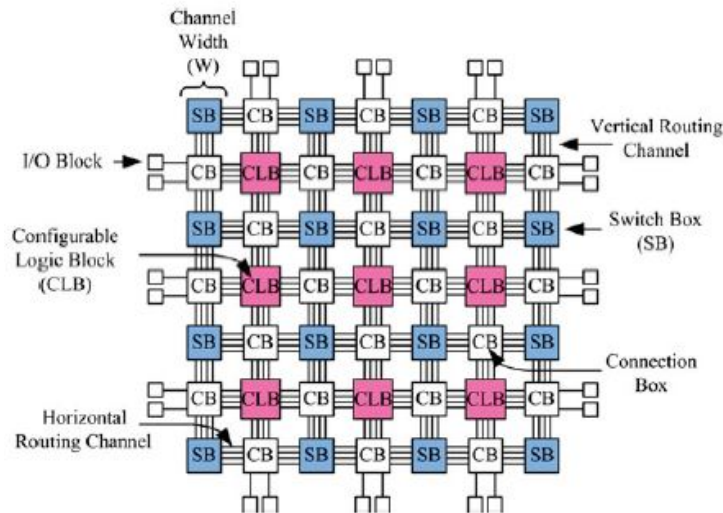 Channel
Width
(W)
SB CB SB CB SB CB SB
Vertical Routing
Channel
I/O Block
CB CLB CB CLB CB CLB CB
SB CB SB CB SB CB SB
Switch Box
(SB)
Configurable
Logic Block
(CLB)
CB CLB CB CLB CB CLB CB
SB CB SB CB SB CB SB
Connection
Box
CB CLB CB CLB CB CLB CB
Horizontal
Routing Channel
SB CB SB CB SB CB SB